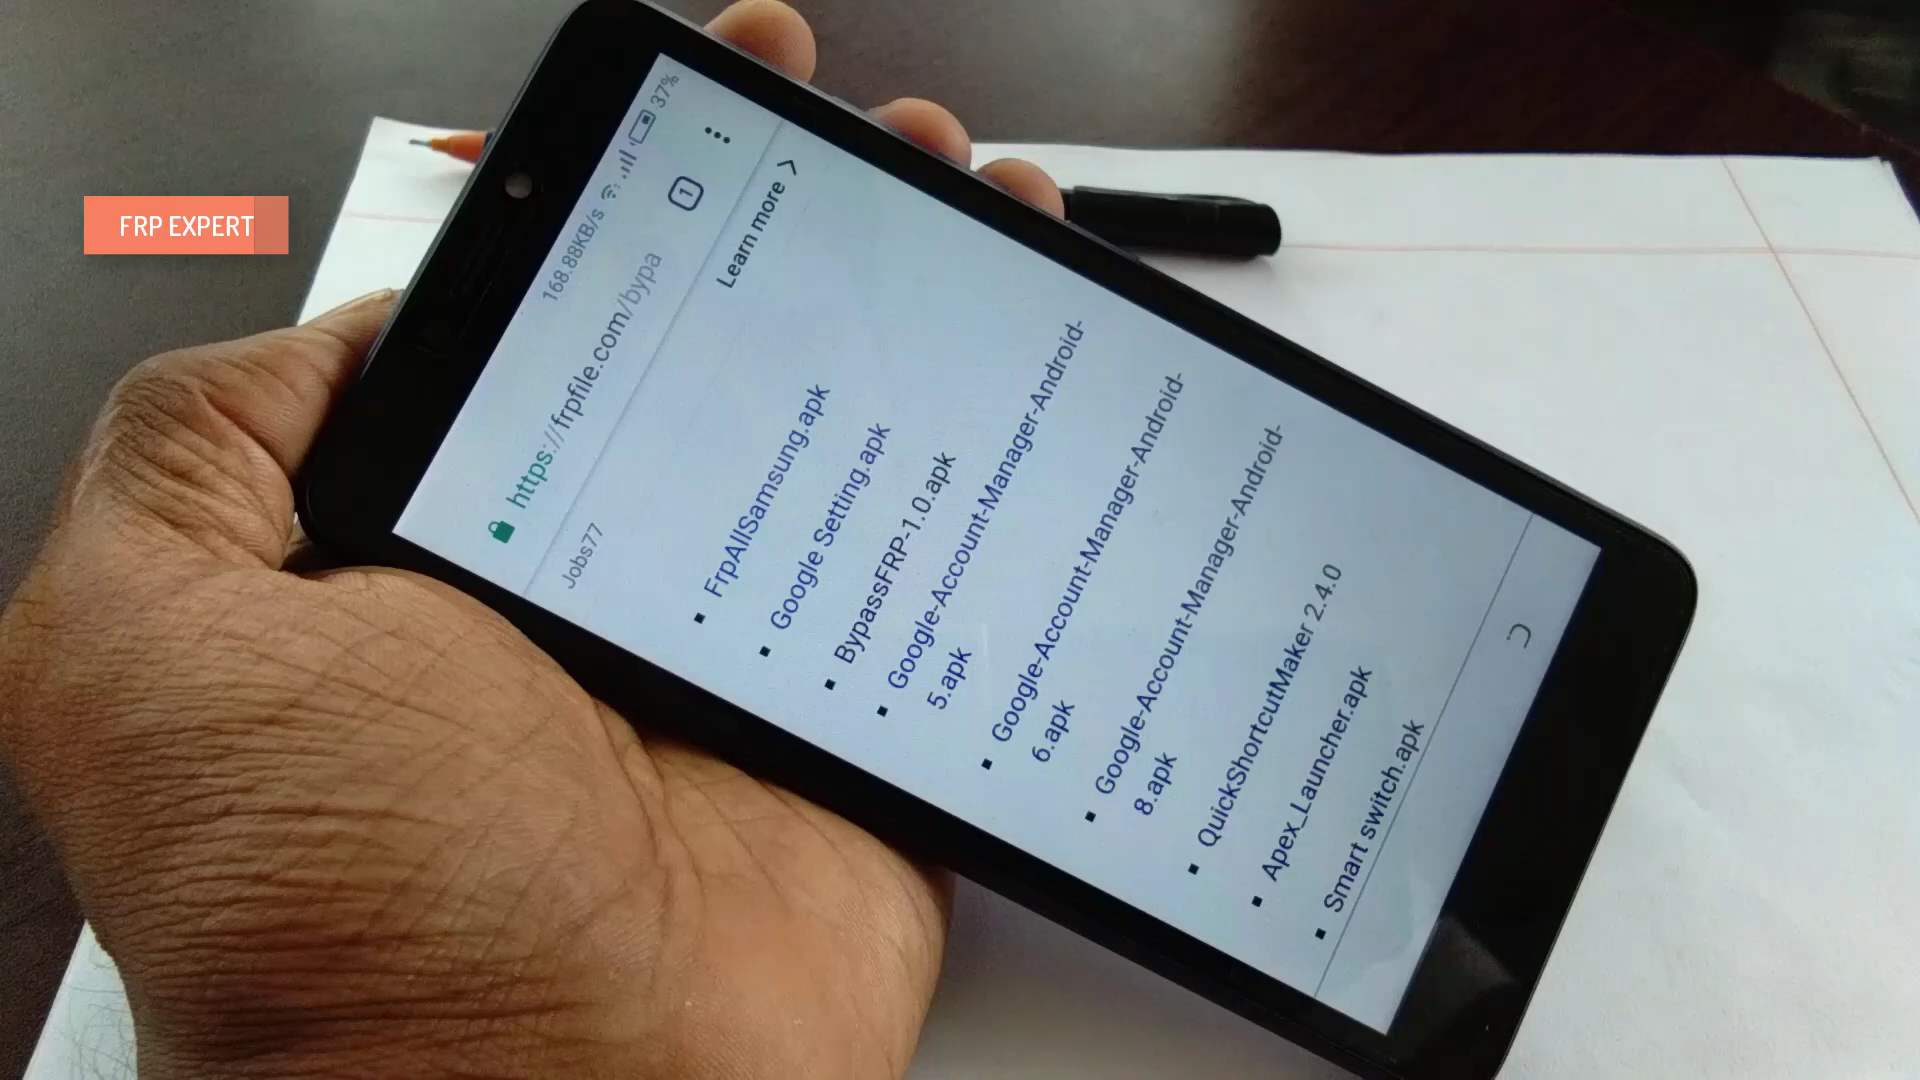 FRP EXPERT
168.88KB/s 37%
https://frpfile.com/bypa
1
Learn more
Jobs77
FrpAllSamsung.apk
Google Setting.apk
BypassFRP-1.0.apk
Google-Account-Manager-Android-
5.apk
Google-Account-Manager-Android-
6.apk
Google-Account-Manager-Android-
8.apk
QuickShortcutMaker 2.4.0
Apex_Launcher.apk
Smart switch.apk